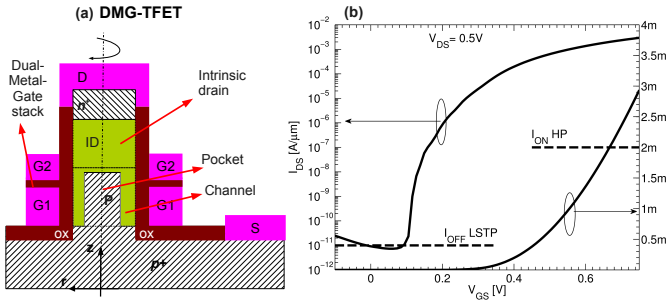 (a) DMG-TFET
Dual-
Metal-
Gate
stack
D
n+
Intrinsic
drain
ID
Pocket
G2
G2
P
Channel
G1
G1
S
ox
ox
z
p+
r
(b)
V_DS= 0.5V
I_DS [A/μm]
10^-2
10^-3
10^-4
10^-5
10^-6
10^-7
10^-8
10^-9
10^-10
10^-11
10^-12
I_ON HP
I_OFF LSTP
4m
3.5m
3m
2.5m
2m
1.5m
1m
0.5m
0
0.2
0.4
0.6
V_GS [V]